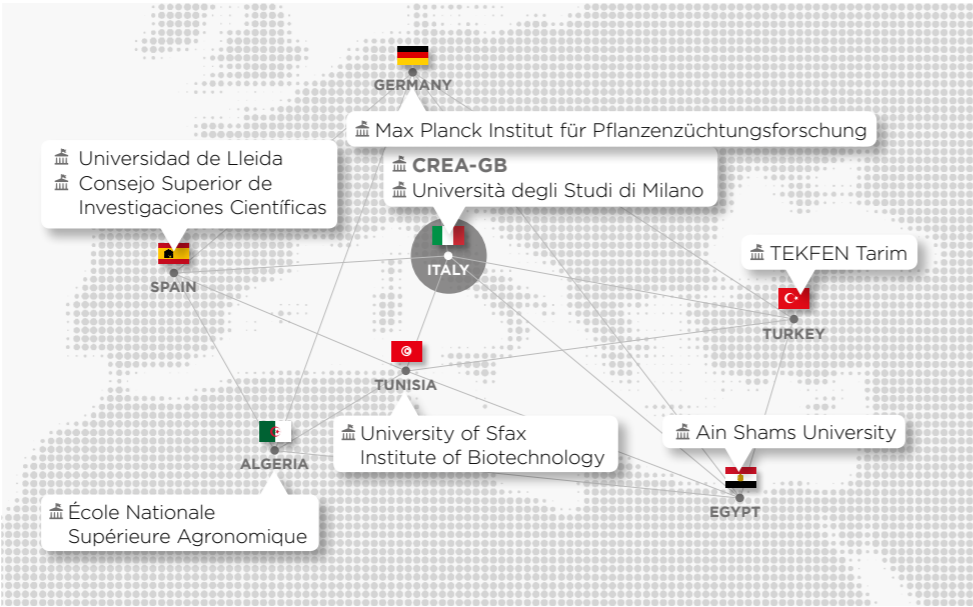 GERMANY
Max Planck Institut für Pflanzenzüchtungsforschung
Universidad de Lleida
Consejo Superior de
Investigaciones Científicas
SPAIN
CREA-GB
Università degli Studi di Milano
ITALY
TEKFEN Tarim
TURKEY
TUNISIA
University of Sfax
Institute of Biotechnology
ALGERIA
École Nationale
Supérieure Agronomique
Ain Shams University
EGYPT